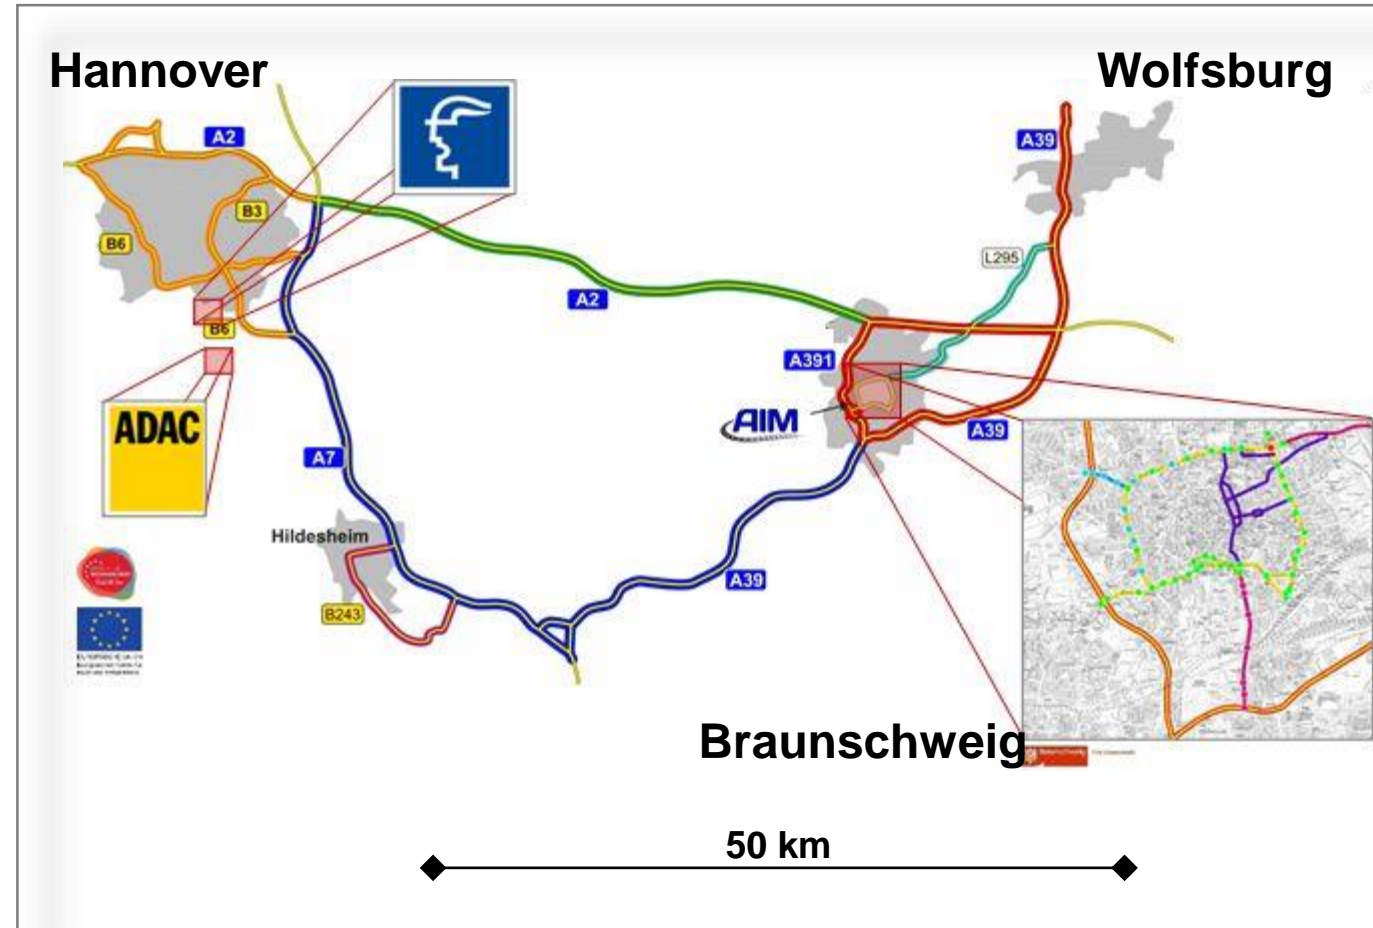 Hannover
Wolfsburg
A2
A39
B3
B6
L295
A2
B6
A391
ADAC
AIM
A39
A7
Hildesheim
A39
B243
Braunschweig
50 km